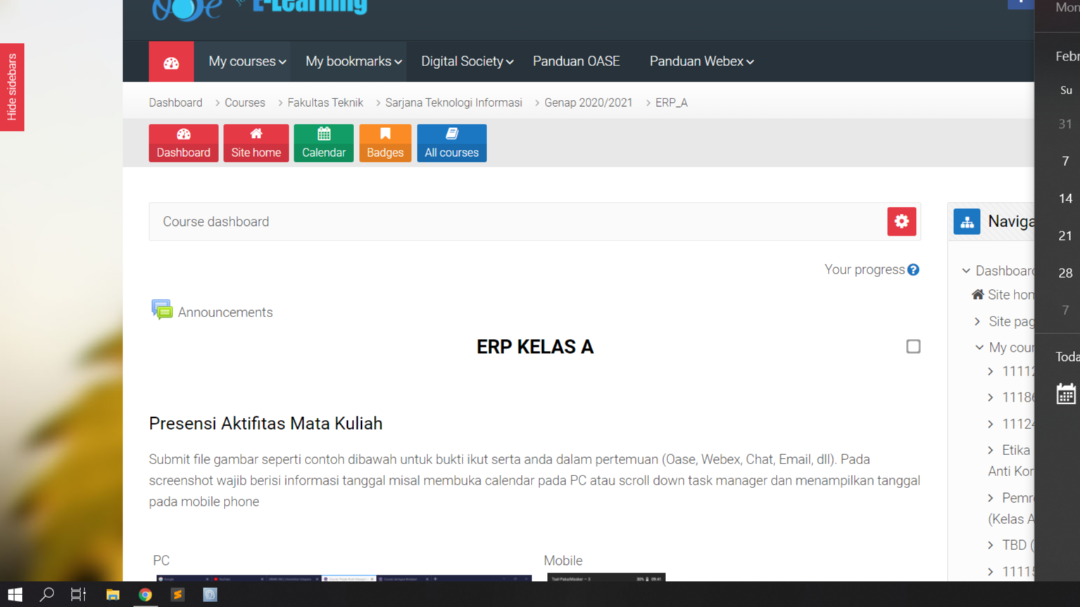 E-Learning
Hide sidebars
My courses
My bookmarks
Digital Society
Panduan OASE
Panduan Webex
Dashboard > Courses > Fakultas Teknik > Sarjana Teknologi Informasi > Genap 2020/2021 > ERP_A
Dashboard
Site home
Calendar
Badges
All courses
Course dashboard
Your progress
Announcements
ERP KELAS A
Presensi Aktifitas Mata Kuliah
Submit file gambar seperti contoh dibawah untuk bukti ikut serta anda dalam pertemuan (Oase, Webex, Chat, Email, dll). Pada
screenshot wajib berisi informasi tanggal misal membuka calendar pada PC atau scroll down task manager dan menampilkan tanggal
pada mobile phone
PC
Mobile
Naviga
Dashboard
Site hom
Site pag
My cour
11112
11186
11124
Etika
Anti Kor
Pemr
(Kelas A
TBD (
11115
Mon
Febr
Su
31
7
14
21
28
7
Toda